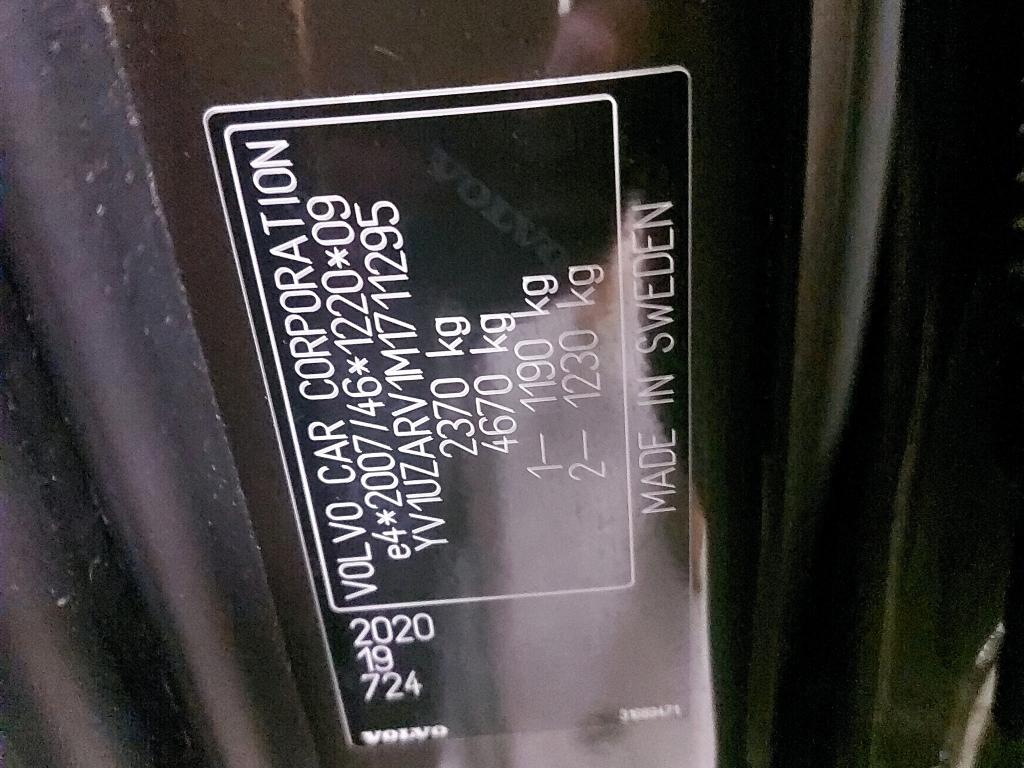 VOLVO CAR CORPORATION
e4*2007/46*1220*09
YV1UZARV1M1711295
2370 kg
4670 kg
1– 1190 kg
2– 1230 kg
MADE IN SWEDEN
2020
19
724
VOLVO
VOLVO